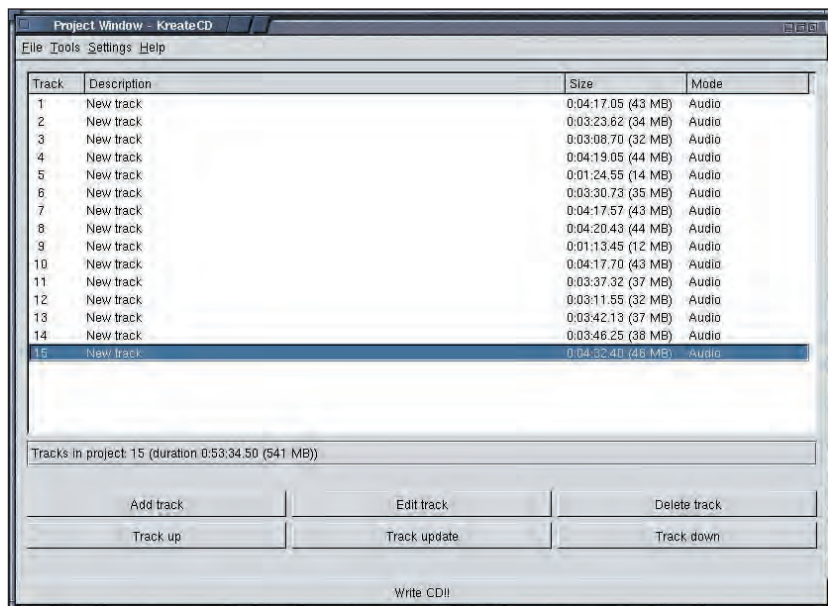 Project Window - KreateCD
File Tools Settings Help
Track Description Size Mode
1 New track 0:04:17.05 (43 MB) Audio
2 New track 0:03:23.62 (34 MB) Audio
3 New track 0:03:08.70 (32 MB) Audio
4 New track 0:04:19.05 (44 MB) Audio
5 New track 0:01:24.55 (14 MB) Audio
6 New track 0:03:30.73 (35 MB) Audio
7 New track 0:04:17.57 (43 MB) Audio
8 New track 0:04:20.43 (44 MB) Audio
9 New track 0:01:13.45 (12 MB) Audio
10 New track 0:04:17.70 (43 MB) Audio
11 New track 0:03:37.32 (37 MB) Audio
12 New track 0:03:11.55 (32 MB) Audio
13 New track 0:03:42.13 (37 MB) Audio
14 New track 0:03:46.25 (38 MB) Audio
15 New track 0:04:32.40 (46 MB) Audio
Tracks in project: 15 (duration 0:53:34.50 (541 MB))
Add track Edit track Delete track
Track up Track update Track down
Write CD!!